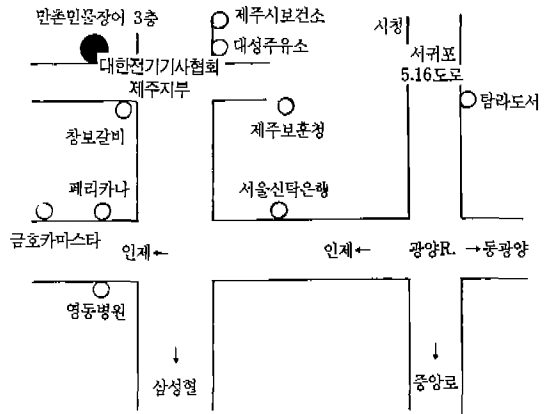 만촌민물장어 3층
제주시보건소
대성주유소
대한전기기사협회
제주지부
시청
서귀포
5.16도로
탐라도서
창보갈비
제주보훈청
페리카나
서울신탁은행
금호카마스타
인제←
인제←
광양R.
→동광양
영동병원
↓
삼성혈
↓
중앙로